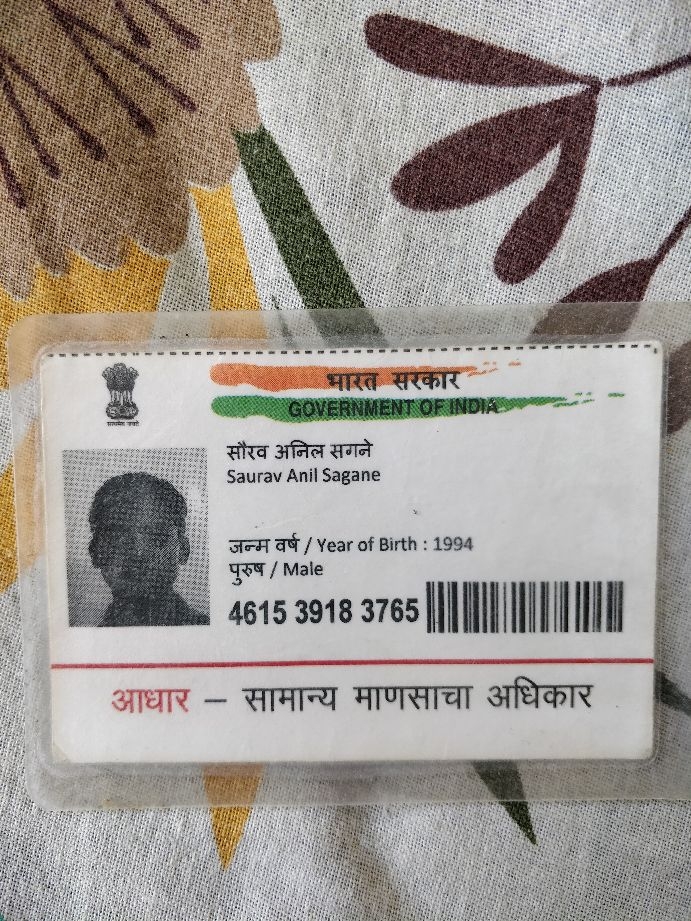 भारत सरकार
GOVERNMENT OF INDIA
सत्यमेव जयते
सौरव अनिल सगने
Saurav Anil Sagane
जन्म वर्ष / Year of Birth : 1994
पुरुष / Male
4615 3918 3765
आधार – सामान्य माणसाचा अधिकार